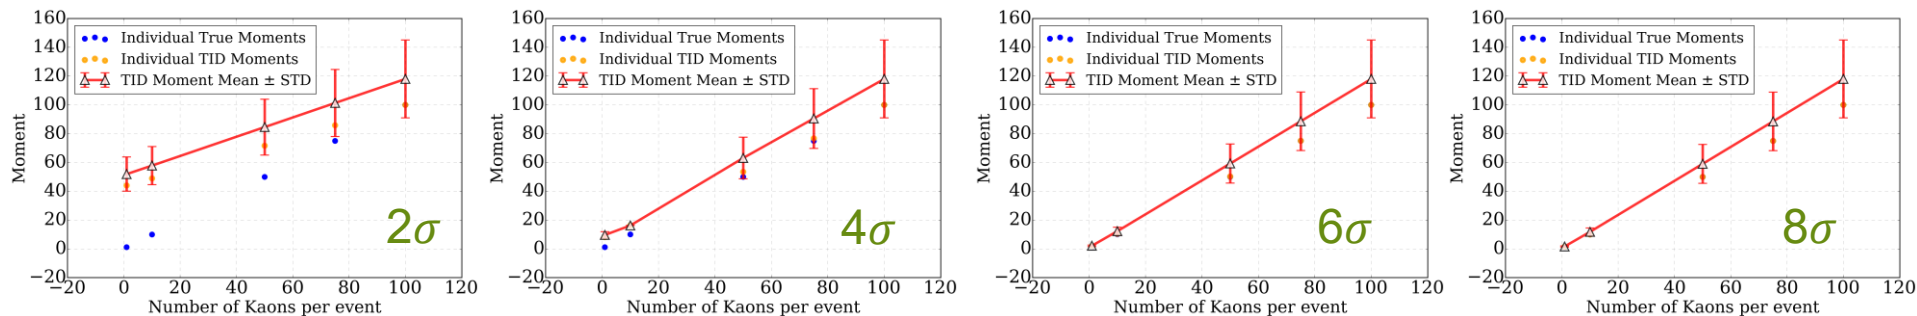 160
140
120
100
80
60
40
20
0
−20
Moment
Individual True Moments
Individual TID Moments
TID Moment Mean ± STD
2σ
−20 0 20 40 60 80 100 120
Number of Kaons per event
160
140
120
100
80
60
40
20
0
−20
Moment
Individual True Moments
Individual TID Moments
TID Moment Mean ± STD
4σ
−20 0 20 40 60 80 100 120
Number of Kaons per event
160
140
120
100
80
60
40
20
0
−20
Moment
Individual True Moments
Individual TID Moments
TID Moment Mean ± STD
6σ
−20 0 20 40 60 80 100 120
Number of Kaons per event
160
140
120
100
80
60
40
20
0
−20
Moment
Individual True Moments
Individual TID Moments
TID Moment Mean ± STD
8σ
−20 0 20 40 60 80 100 120
Number of Kaons per event